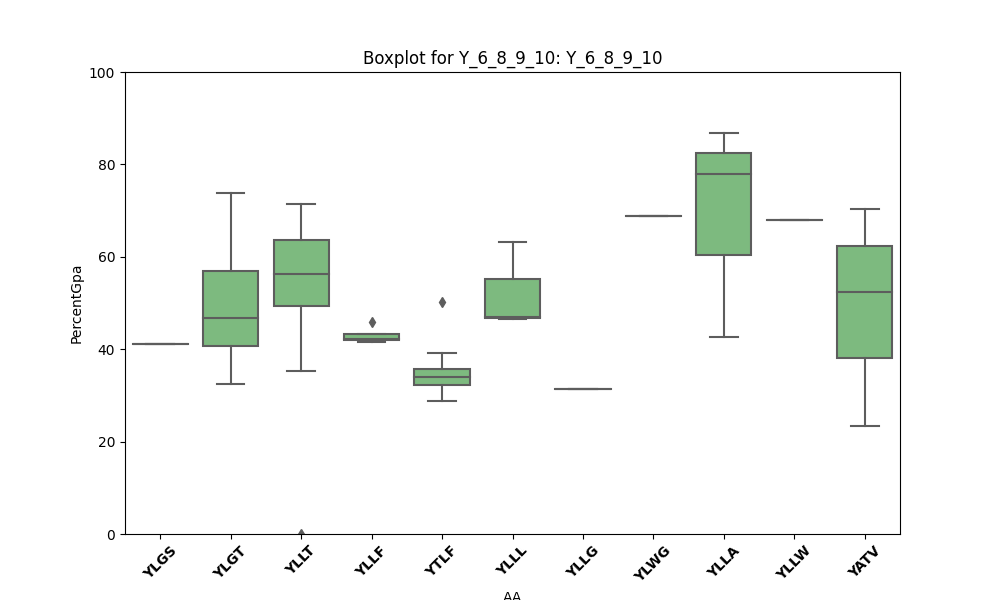 Boxplot for Y_6_8_9_10: Y_6_8_9_10
100
80
60
40
20
0
PercentGpa
YLGS YLGT YLLT YLLF YTLF YLLL YLLG YLWG YLLA YLLW YATV
AA